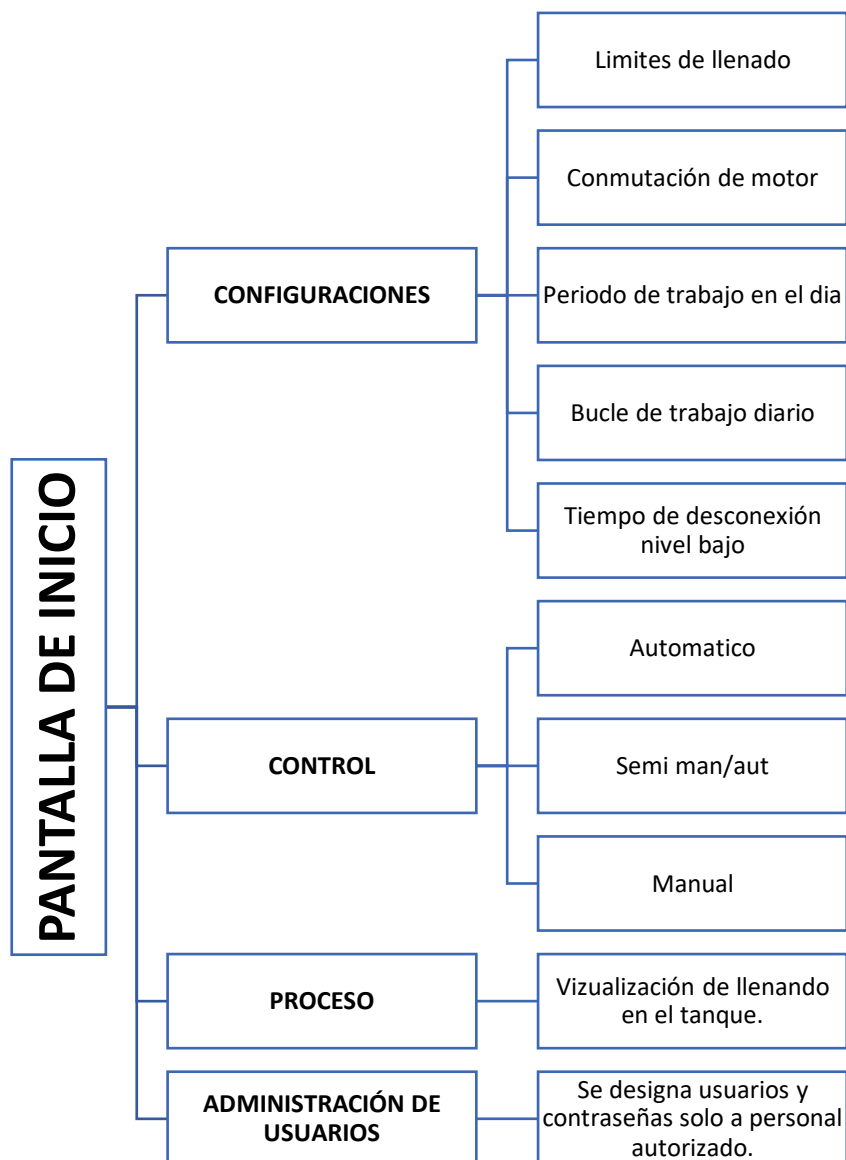 PANTALLA DE INICIO
CONFIGURACIONES
Limites de llenado
Conmutación de motor
Periodo de trabajo en el dia
Bucle de trabajo diario
Tiempo de desconexión
nivel bajo
CONTROL
Automatico
Semi man/aut
Manual
PROCESO
Vizualización de llenando
en el tanque.
ADMINISTRACIÓN DE
USUARIOS
Se designa usuarios y
contraseñas solo a personal
autorizado.